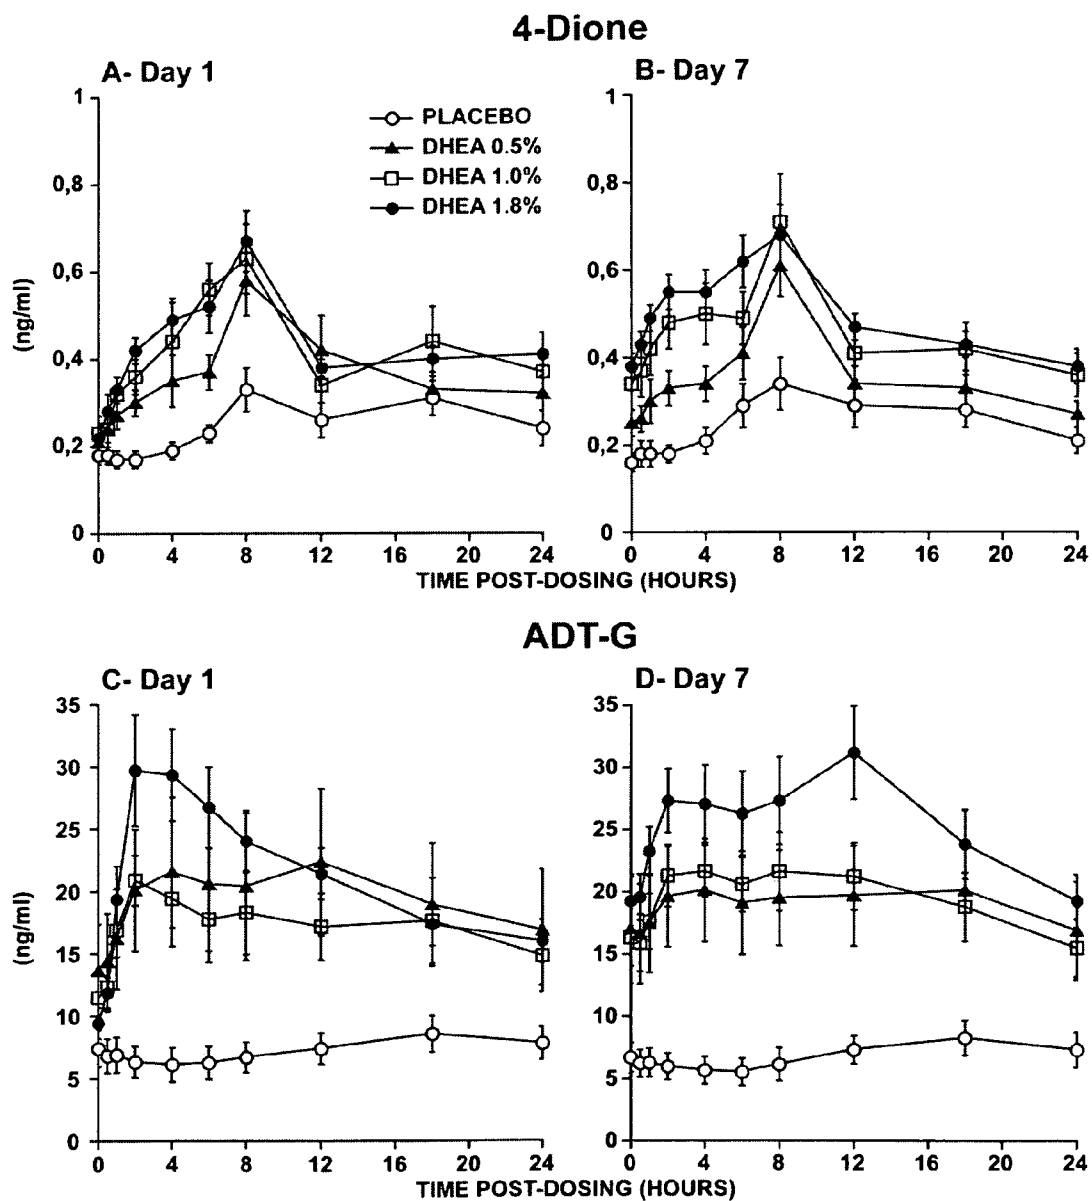 4-Dione
A- Day 1
B- Day 7
PLACEBO
DHEA 0.5%
DHEA 1.0%
DHEA 1.8%
(ng/ml)
1
0,8
0,6
0,4
0,2
0
0 4 8 12 16 20 24
1
0,8
0,6
0,4
0,2
0
0 4 8 12 16 20 24
TIME POST-DOSING (HOURS)
ADT-G
C- Day 1
D- Day 7
(ng/ml)
35
30
25
20
15
10
5
0
0 4 8 12 16 20 24
35
30
25
20
15
10
5
0
0 4 8 12 16 20 24
TIME POST-DOSING (HOURS)